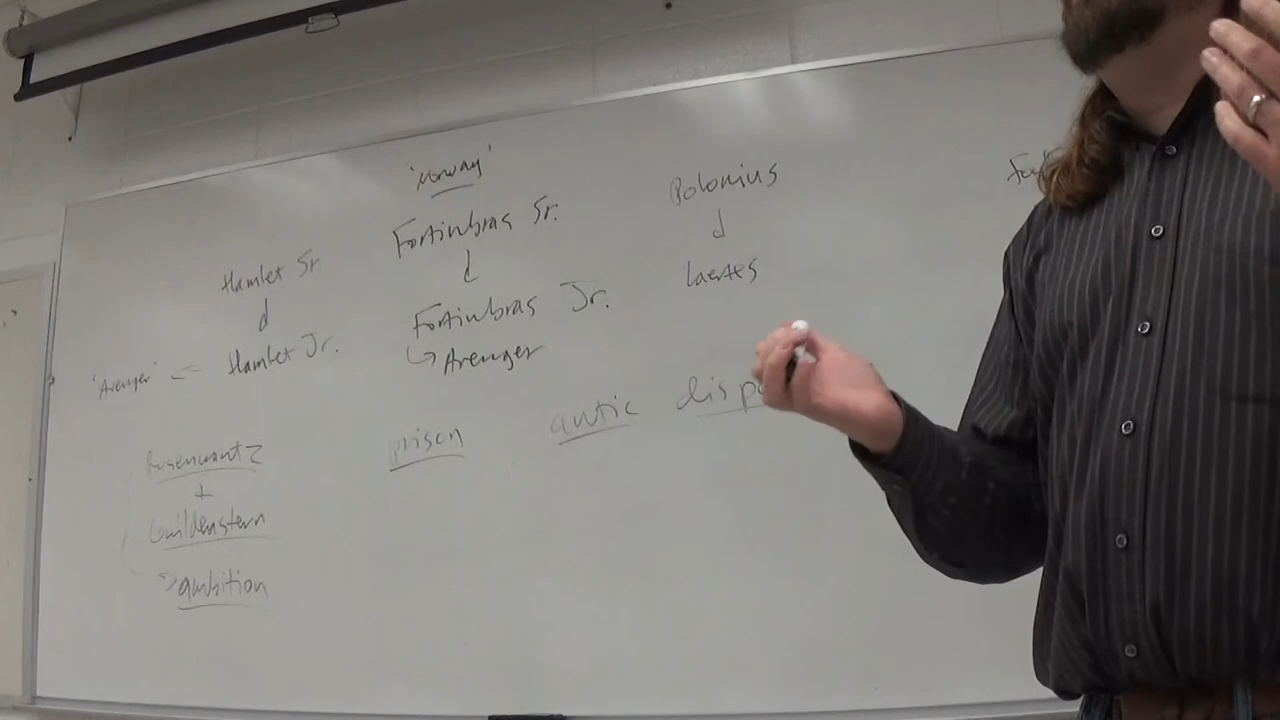 'Norway'
Fortinbras Sr.
Fortinbras Jr.
Avenger
Hamlet Sr.
Hamlet Jr.
'Avenger'
Polonius
Laertes
Rosencrantz
+
Guildenstern
ambition
prison
antic disp